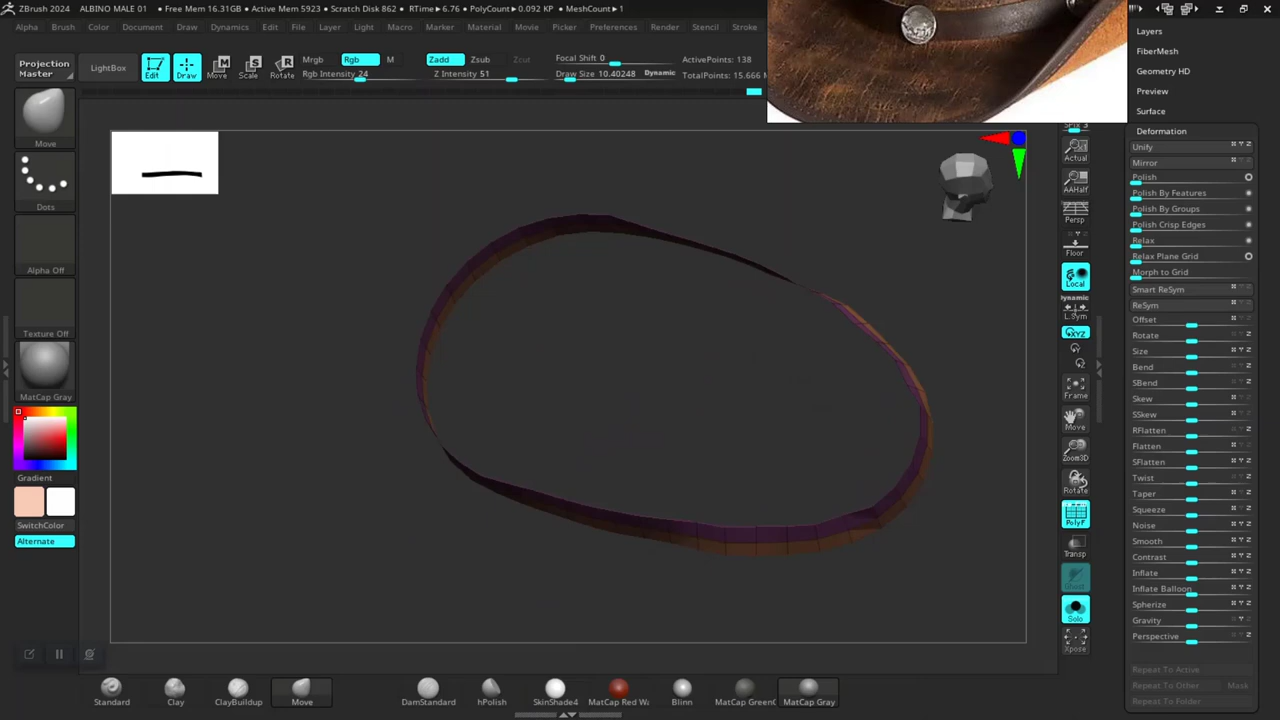 ZBrush 2024 ALBINO MALE 01 • Free Mem 16.31GB • Active Mem 5923 • Scratch Disk 862 • RTime▸6.76 • PolyCount▸0.092 KP • MeshCount▸1
Alpha Brush Color Document Draw Dynamics Edit File Layer Light Macro Marker Material Movie Picker Preferences Render Stencil Stroke
Projection Master
LightBox
Edit
Draw
Move
Scale
Rotate
Mrgb Rgb M
Rgb Intensity 24
Zadd Zsub Zcut
Z Intensity 51
Focal Shift 0
Draw Size 10.40248 Dynamic
ActivePoints: 138
TotalPoints: 15.666 M
Move
Dots
Alpha Off
Texture Off
MatCap Gray
Gradient
SwitchColor
Alternate
SPix 3
Actual
AAHalf
Persp
Floor
Local
Dynamic
L.Sym
XYZ
Frame
Move
Zoom3D
Rotate
PolyF
Transp
Ghost
Solo
Xpose
Layers
FiberMesh
Geometry HD
Preview
Surface
Deformation
Unify
Mirror
Polish
Polish By Features
Polish By Groups
Polish Crisp Edges
Relax
Relax Plane Grid
Morph to Grid
Smart ReSym
ReSym
Offset
Rotate
Size
Bend
SBend
Skew
SSkew
RFlatten
Flatten
SFlatten
Twist
Taper
Squeeze
Noise
Smooth
Contrast
Inflate
Inflate Balloon
Spherize
Gravity
Perspective
Repeat To Active
Repeat To Other Mask
Repeat To Folder
Standard Clay ClayBuildup Move DamStandard hPolish SkinShade4 MatCap Red Wa Blinn MatCap GreenC MatCap Gray